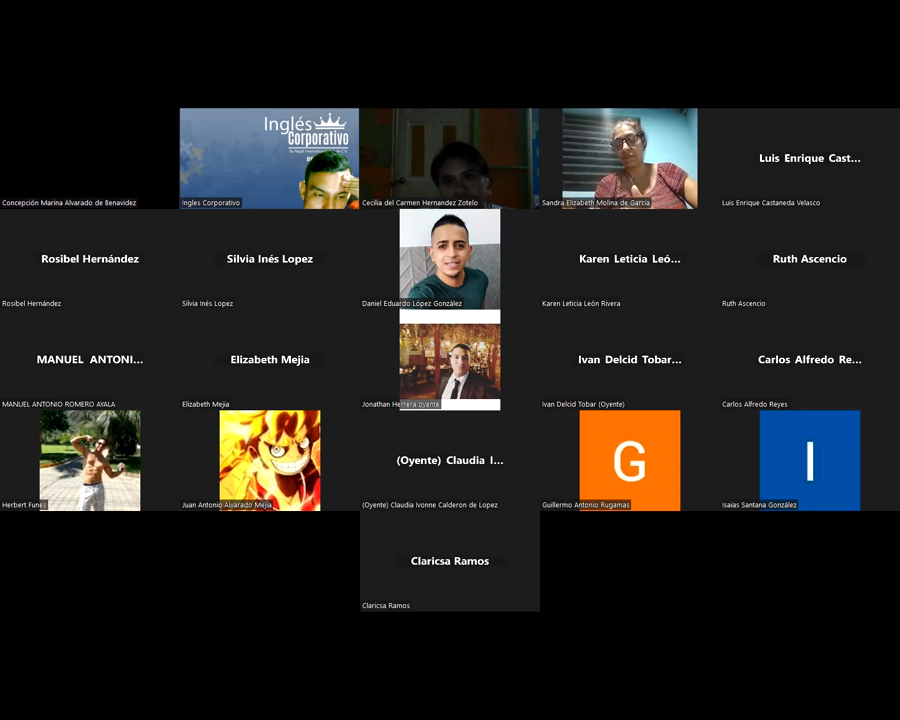 Inglés
Corporativo
Concepción Marina Alvarado de Benavidez
Ingles Corporativo
Cecilia del Carmen Hernandez Zotelo
Sandra Elizabeth Molina de García
Luis Enrique Cast...
Luis Enrique Castaneda Velasco
Rosibel Hernández
Rosibel Hernández
Silvia Inés Lopez
Silvia Inés Lopez
Daniel Eduardo López González
Karen Leticia Leó...
Karen Leticia León Rivera
Ruth Ascencio
Ruth Ascencio
MANUEL ANTONI...
MANUEL ANTONIO ROMERO AYALA
Elizabeth Mejia
Elizabeth Mejia
Jonathan Herrera oyente
Ivan Delcid Tobar...
Ivan Delcid Tobar (Oyente)
Carlos Alfredo Re...
Carlos Alfredo Reyes
Herbert Funes
Juan Antonio Alvarado Mejía
(Oyente) Claudia I...
(Oyente) Claudia Ivonne Calderon de Lopez
G
Guillermo Antonio Rugamas
I
Isaias Santana González
Claricsa Ramos
Claricsa Ramos